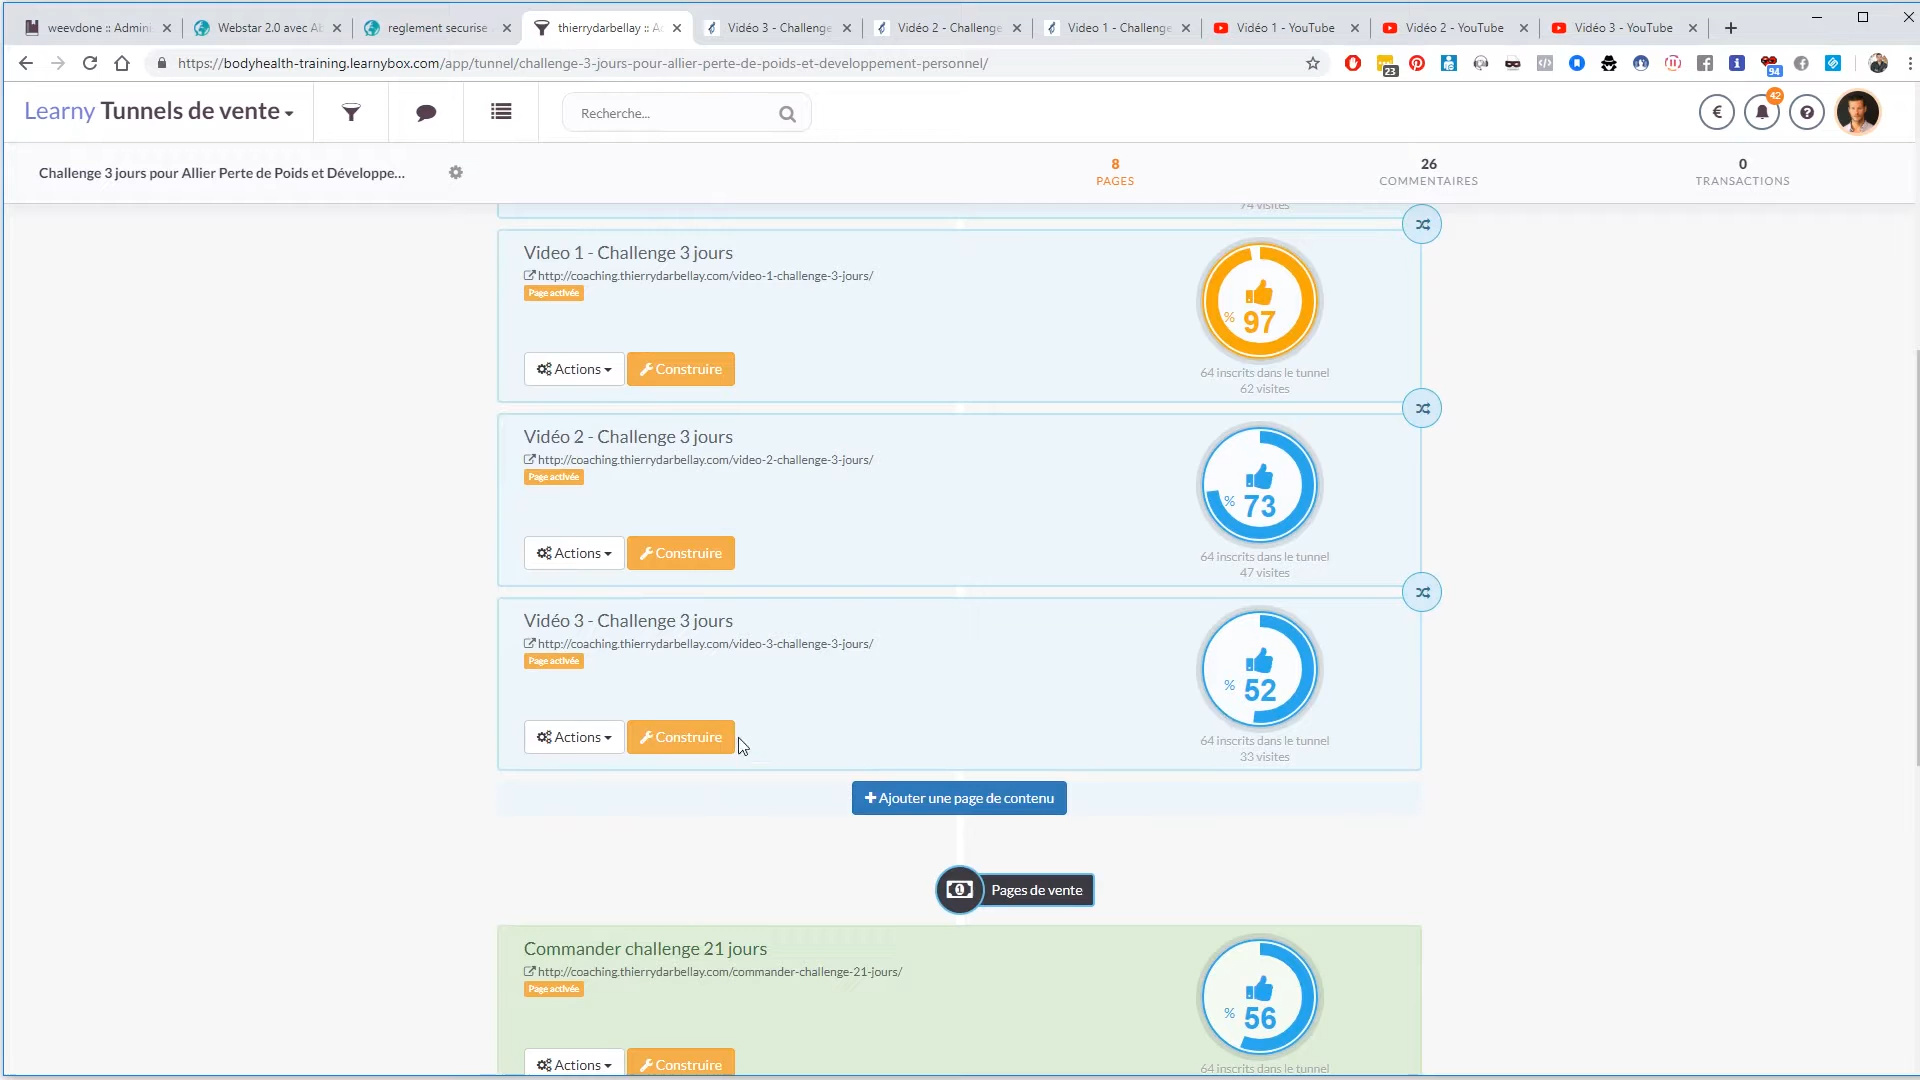 weevdone :: Admini
Webstar 2.0 avec Ab
reglement securise
thierrydarbellay :: A
Vidéo 3 - Challenge
Vidéo 2 - Challenge
Video 1 - Challenge
Vidéo 1 - YouTube
Vidéo 2 - YouTube
Vidéo 3 - YouTube
https://bodyhealth-training.learnybox.com/app/tunnel/challenge-3-jours-pour-allier-perte-de-poids-et-developpement-personnel/
23
94
Learny Tunnels de vente
Recherche...
€
42
?
Challenge 3 jours pour Allier Perte de Poids et Développe...
8
PAGES
26
COMMENTAIRES
0
TRANSACTIONS
74 visites
Video 1 - Challenge 3 jours
http://coaching.thierrydarbellay.com/video-1-challenge-3-jours/
Page activée
% 97
Actions
Construire
64 inscrits dans le tunnel
62 visites
Vidéo 2 - Challenge 3 jours
http://coaching.thierrydarbellay.com/video-2-challenge-3-jours/
Page activée
% 73
Actions
Construire
64 inscrits dans le tunnel
47 visites
Vidéo 3 - Challenge 3 jours
http://coaching.thierrydarbellay.com/video-3-challenge-3-jours/
Page activée
% 52
Actions
Construire
64 inscrits dans le tunnel
33 visites
+ Ajouter une page de contenu
Pages de vente
Commander challenge 21 jours
http://coaching.thierrydarbellay.com/commander-challenge-21-jours/
Page activée
% 56
Actions
Construire
64 inscrits dans le tunnel